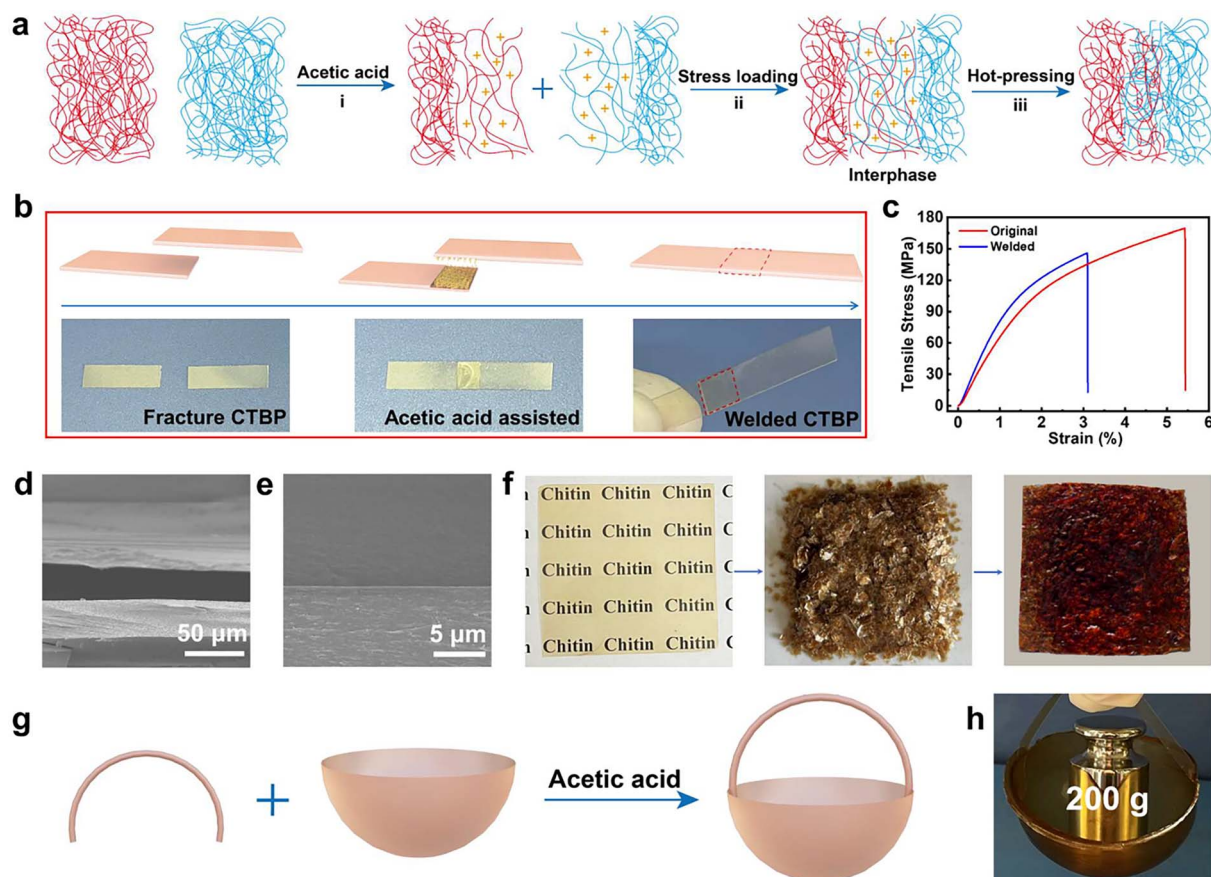 a
Acetic acid
i
+
Stress loading
ii
Interphase
Hot-pressing
iii
b
Fracture CTBP
Acetic acid assisted
Welded CTBP
c
Tensile Stress (MPa)
180
150
120
90
60
30
0
Original
Welded
0 1 2 3 4 5 6
Strain (%)
d
50 μm
e
5 μm
f
n Chitin Chitin Chitin C
n Chitin Chitin Chitin C
n Chitin Chitin Chitin C
n Chitin Chitin Chitin C
n Chitin Chitin Chitin C
g
+
Acetic acid
h
200 g